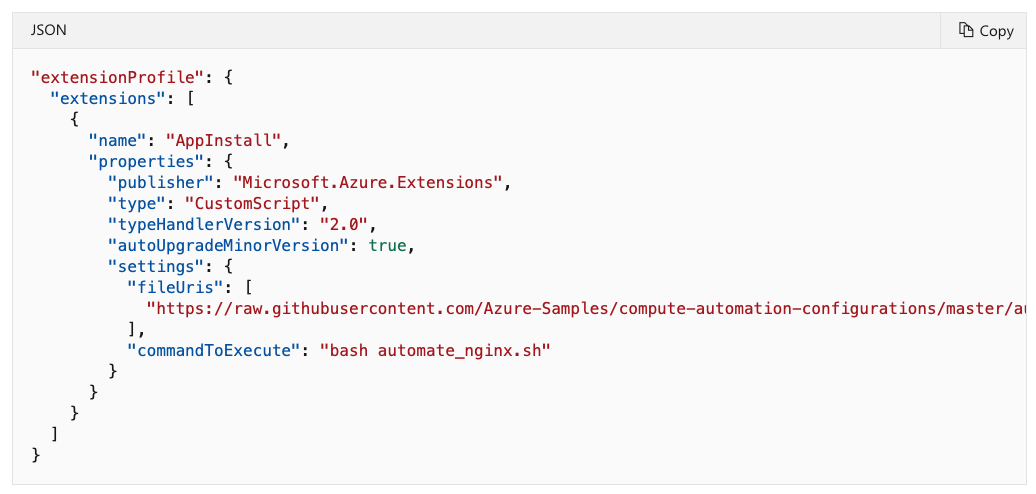 JSON
Copy
"extensionProfile": {
  "extensions": [
    {
      "name": "AppInstall",
      "properties": {
        "publisher": "Microsoft.Azure.Extensions",
        "type": "CustomScript",
        "typeHandlerVersion": "2.0",
        "autoUpgradeMinorVersion": true,
        "settings": {
          "fileUris": [
            "https://raw.githubusercontent.com/Azure-Samples/compute-automation-configurations/master/au
          ],
          "commandToExecute": "bash automate_nginx.sh"
        }
      }
    }
  ]
}